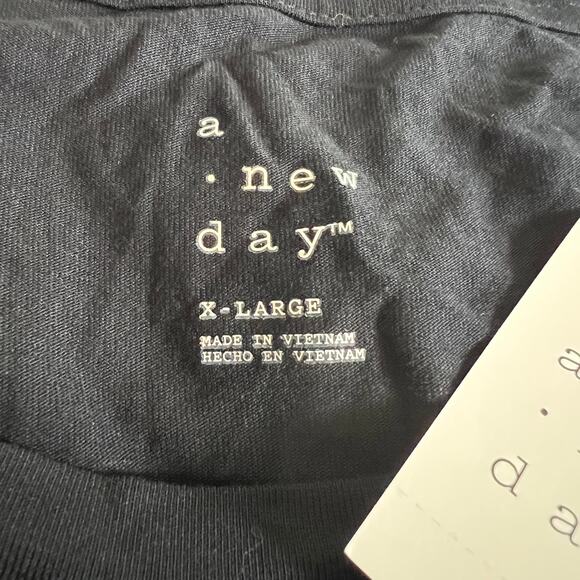 a
· new
day™
X-LARGE
MADE IN VIETNAM
HECHO EN VIETNAM
a
·
d a